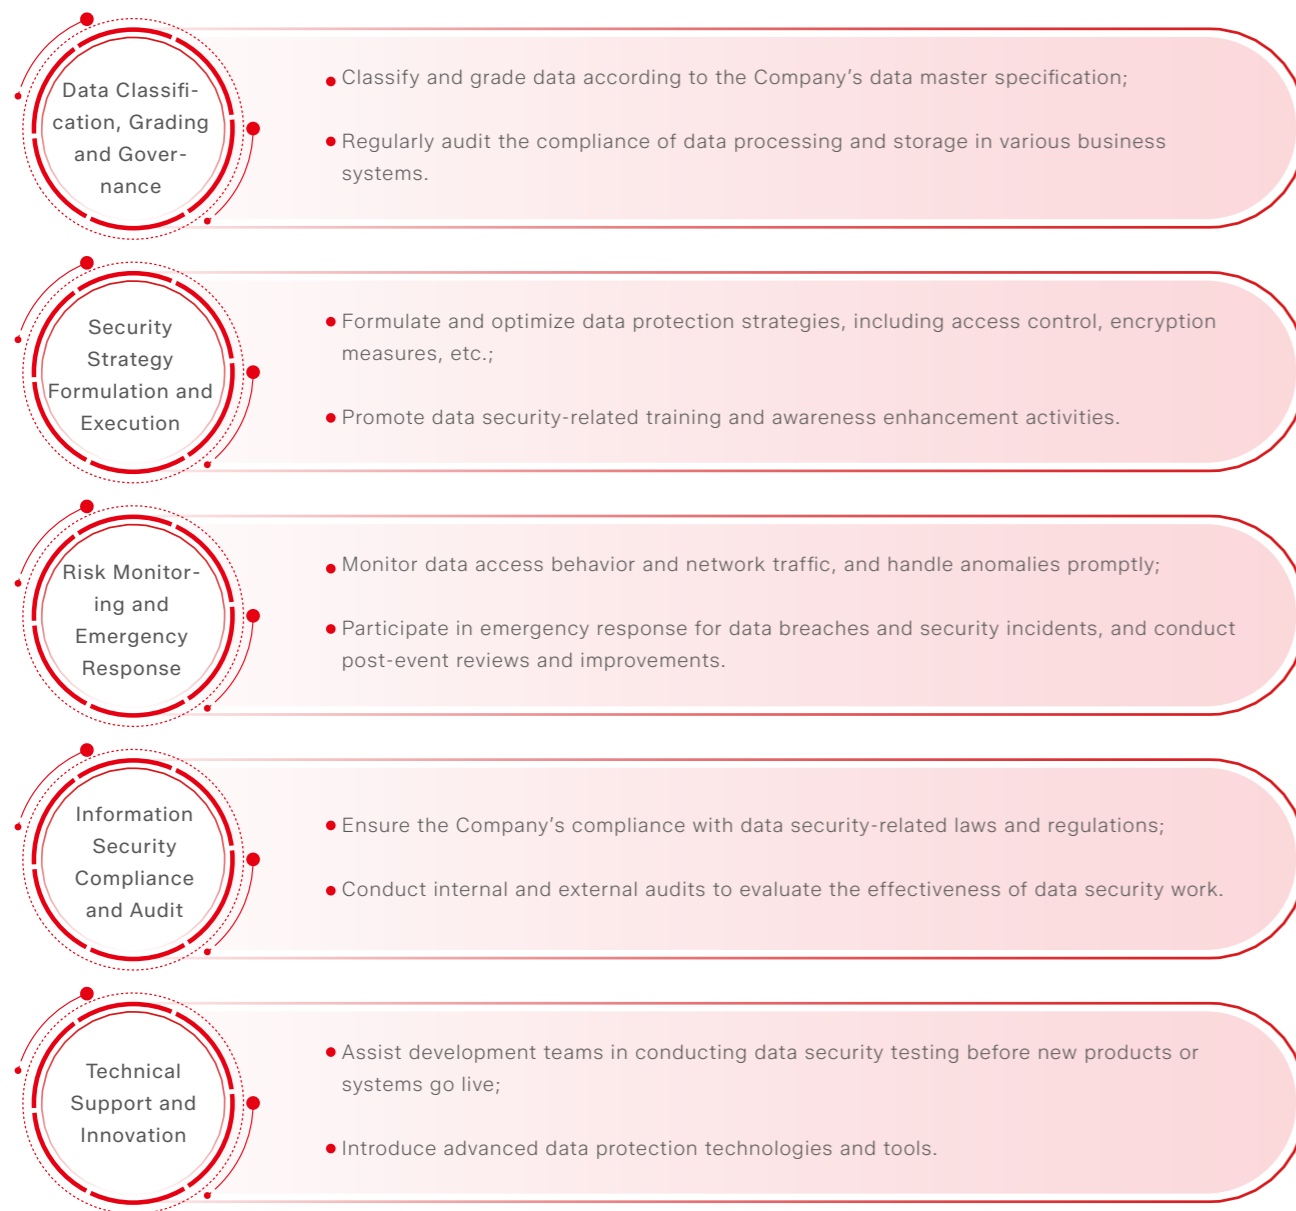 Data Classifi-
cation, Grading
and Gover-
nance
Classify and grade data according to the Company’s data master specification;
Regularly audit the compliance of data processing and storage in various business
systems.
Security
Strategy
Formulation and
Execution
Formulate and optimize data protection strategies, including access control, encryption
measures, etc.;
Promote data security-related training and awareness enhancement activities.
Risk Monitor-
ing and
Emergency
Response
Monitor data access behavior and network traffic, and handle anomalies promptly;
Participate in emergency response for data breaches and security incidents, and conduct
post-event reviews and improvements.
Information
Security
Compliance
and Audit
Ensure the Company’s compliance with data security-related laws and regulations;
Conduct internal and external audits to evaluate the effectiveness of data security work.
Technical
Support and
Innovation
Assist development teams in conducting data security testing before new products or
systems go live;
Introduce advanced data protection technologies and tools.